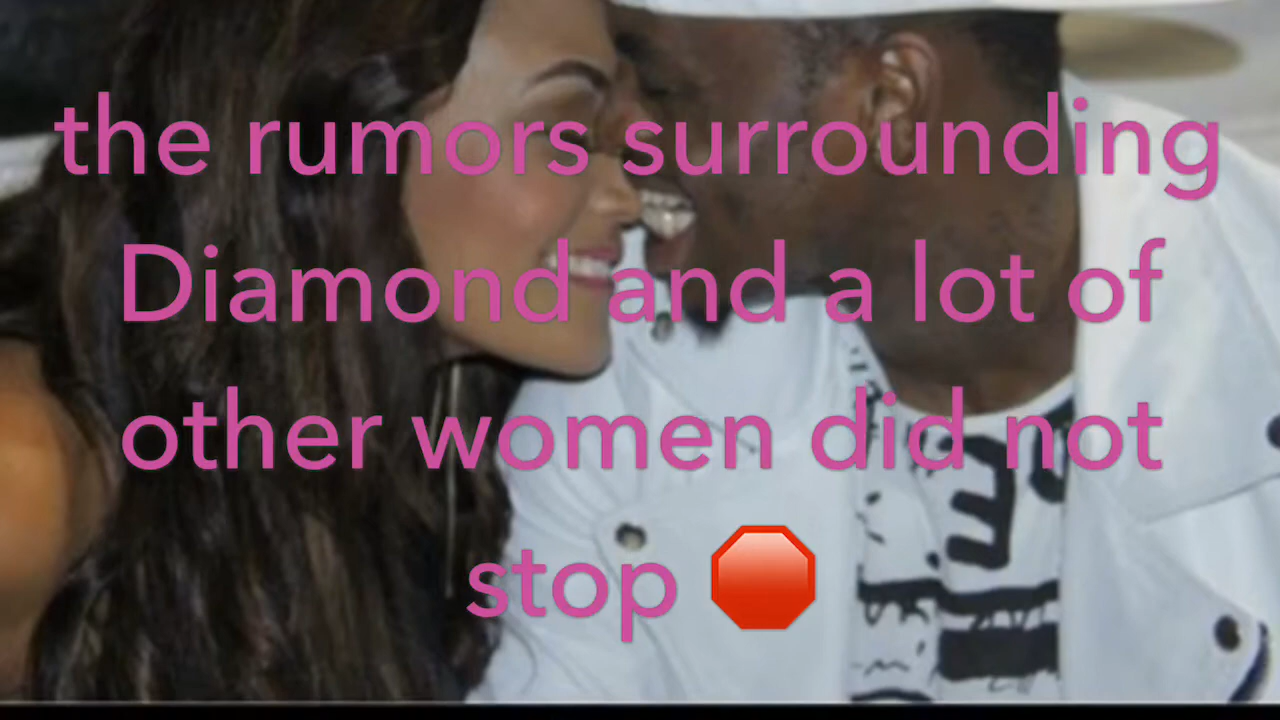 the rumors surrounding
Diamond and a lot of
other women did not
stop 🛑